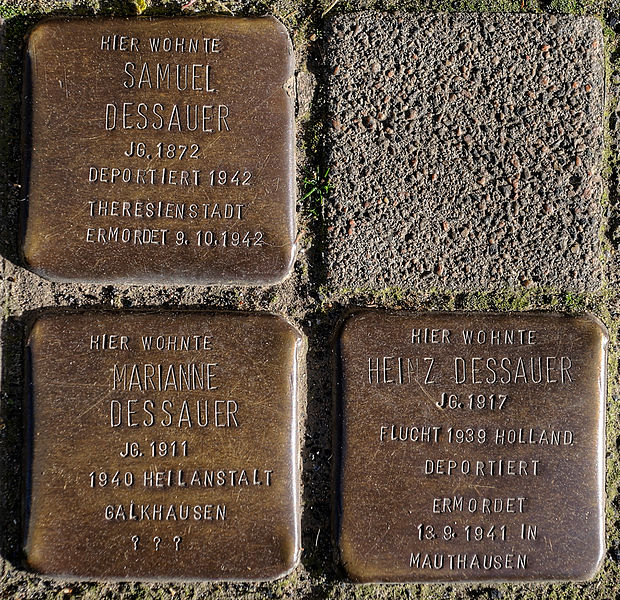 HIER WOHNTE
SAMUEL
DESSAUER
JG. 1872
DEPORTIERT 1942
THERESIENSTADT
ERMORDET 9.10.1942
HIER WOHNTE
MARIANNE
DESSAUER
JG. 1911
1940 HEILANSTALT
GALKHAUSEN
? ? ?
HIER WOHNTE
HEINZ DESSAUER
JG. 1917
FLUCHT 1939 HOLLAND
DEPORTIERT
ERMORDET
13.9.1941 IN
MAUTHAUSEN